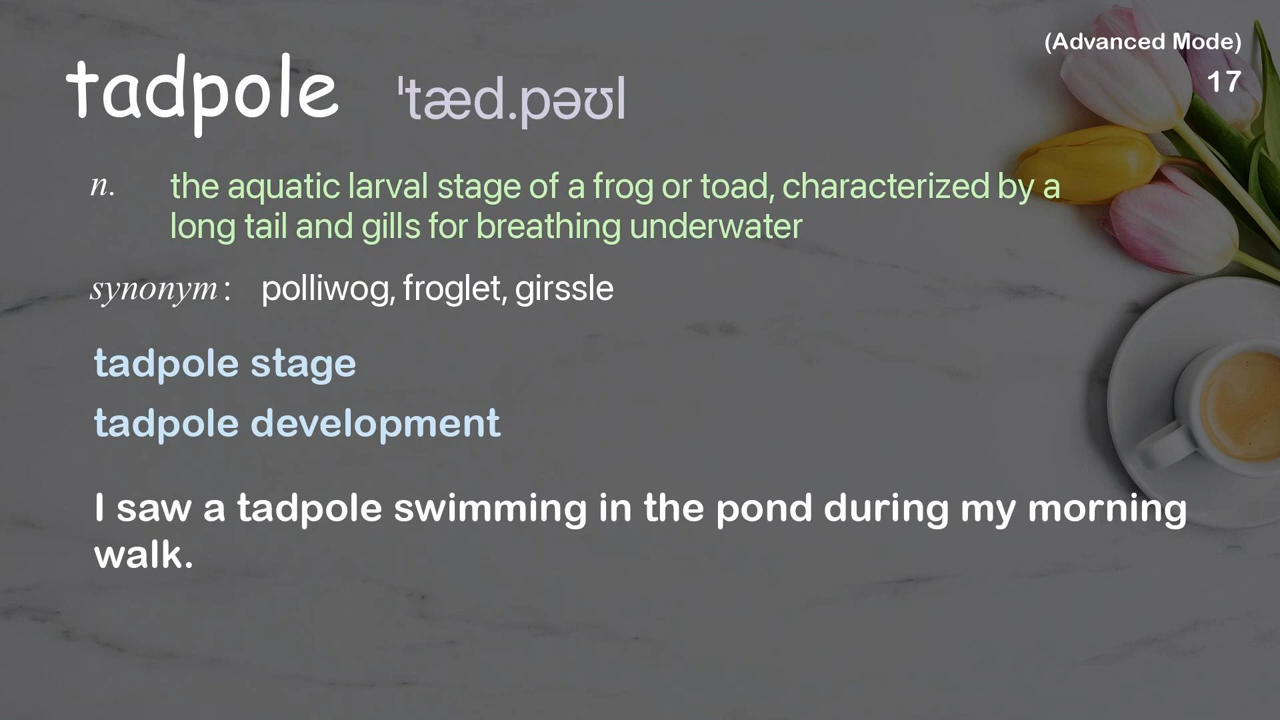 (Advanced Mode)
17
tadpole ˈtæd.pəʊl
n. the aquatic larval stage of a frog or toad, characterized by a
long tail and gills for breathing underwater
synonym: polliwog, froglet, girssle
tadpole stage
tadpole development
I saw a tadpole swimming in the pond during my morning
walk.